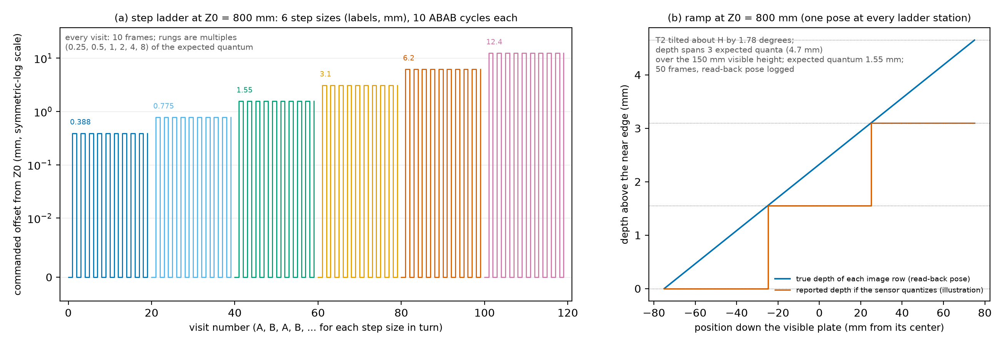 (a) step ladder at Z0 = 800 mm: 6 step sizes (labels, mm), 10 ABAB cycles each
every visit: 10 frames; rungs are multiples
(0.25, 0.5, 1, 2, 4, 8) of the expected quantum
commanded offset from Z0 (mm, symmetric-log scale)
10¹
10⁰
10⁻¹
10⁻²
0
0.388
0.775
1.55
3.1
6.2
12.4
0 20 40 60 80 100 120
visit number (A, B, A, B, ... for each step size in turn)
(b) ramp at Z0 = 800 mm (one pose at every ladder station)
T2 tilted about H by 1.78 degrees;
depth spans 3 expected quanta (4.7 mm)
over the 150 mm visible height; expected quantum 1.55 mm;
50 frames, read-back pose logged
depth above the near edge (mm)
4
3
2
1
0
true depth of each image row (read-back pose)
reported depth if the sensor quantizes (illustration)
−80 −60 −40 −20 0 20 40 60 80
position down the visible plate (mm from its center)